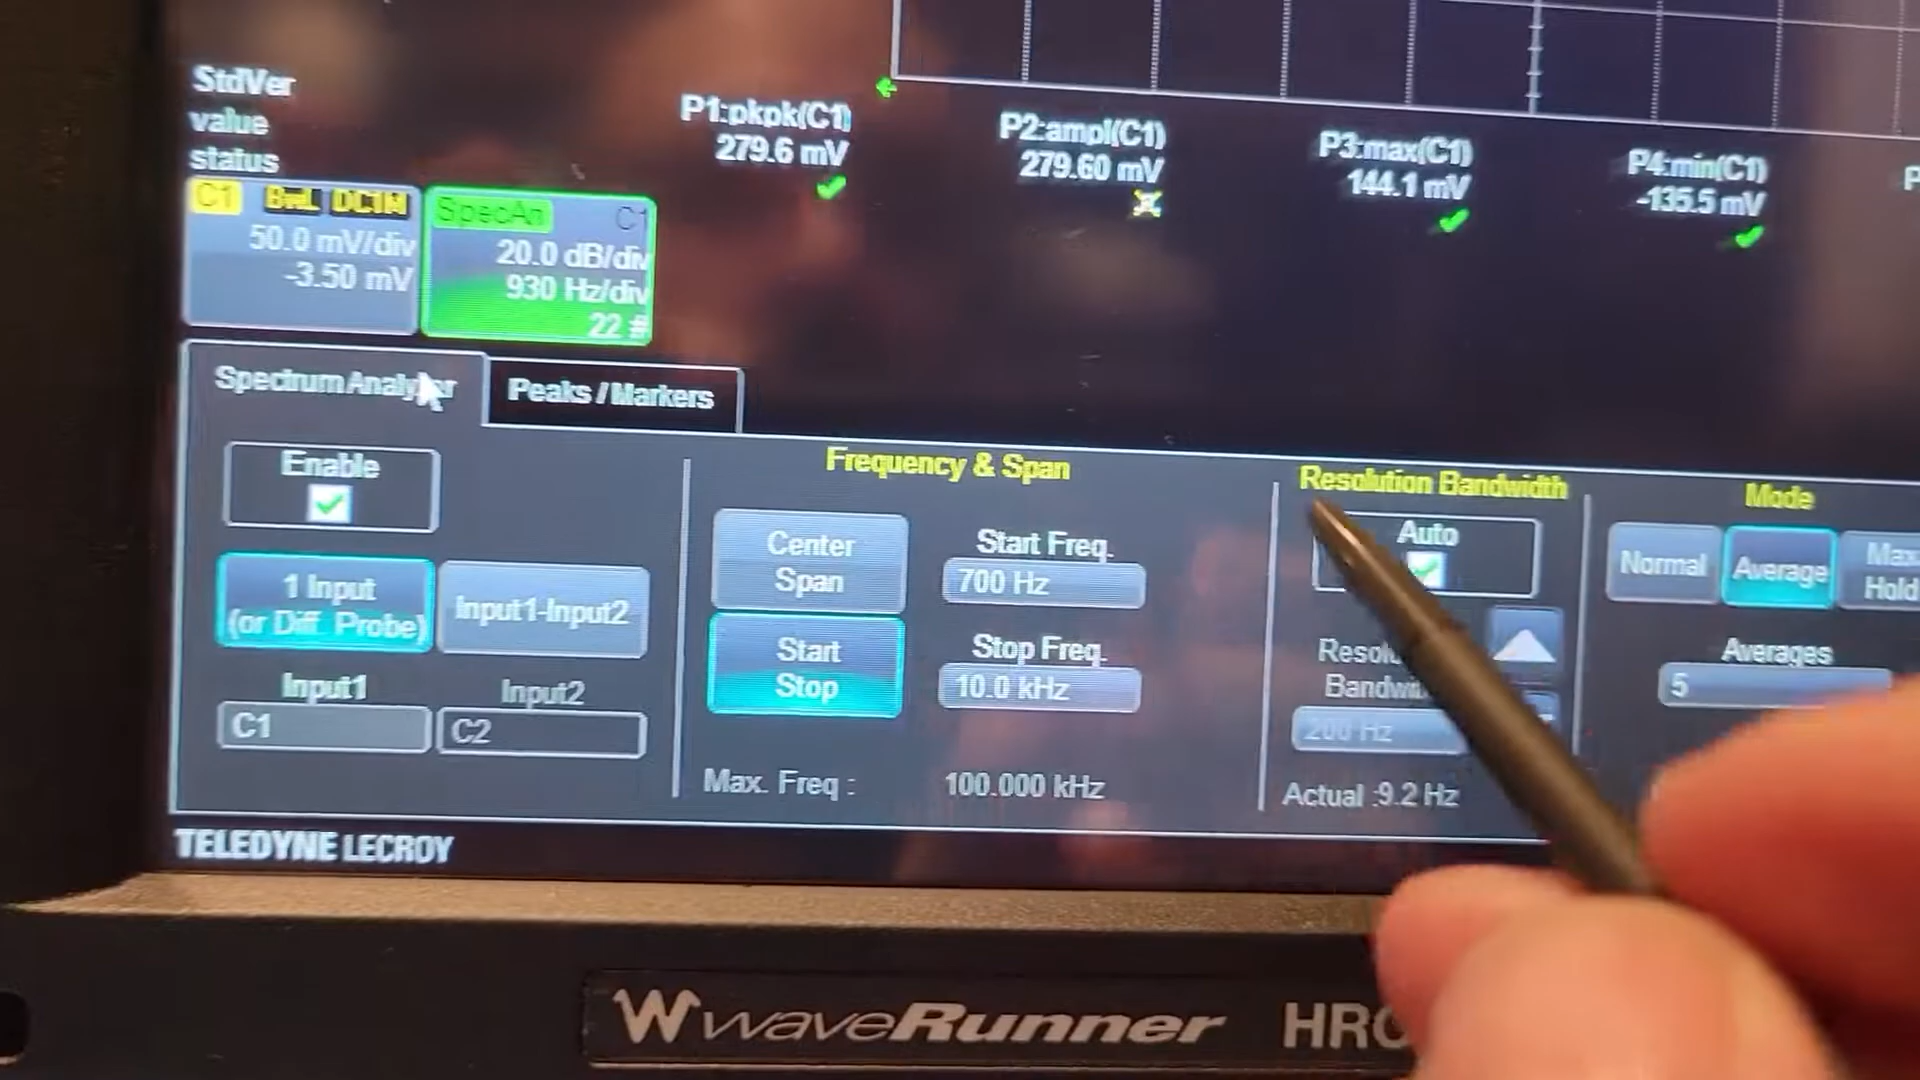 StdVer
value
status
P1:pkpk(C1)
279.6 mV
P2:ampl(C1)
279.60 mV
P3:max(C1)
144.1 mV
P4:min(C1)
-135.5 mV
P
C1 BwL DC1M
50.0 mV/div
-3.50 mV
SpecAn C1
20.0 dB/div
930 Hz/div
22 #
Spectrum Analyzer
Peaks / Markers
Enable
1 Input
(or Diff. Probe)
Input1-Input2
Input1
C1
Input2
C2
Frequency & Span
Center
Span
Start Freq.
700 Hz
Start
Stop
Stop Freq.
10.0 kHz
Max. Freq :
100.000 kHz
Resolution Bandwidth
Auto
200 Hz
Actual :9.2 Hz
Mode
Normal
Average
Max
Hold
Averages
5
TELEDYNE LECROY
waveRunner